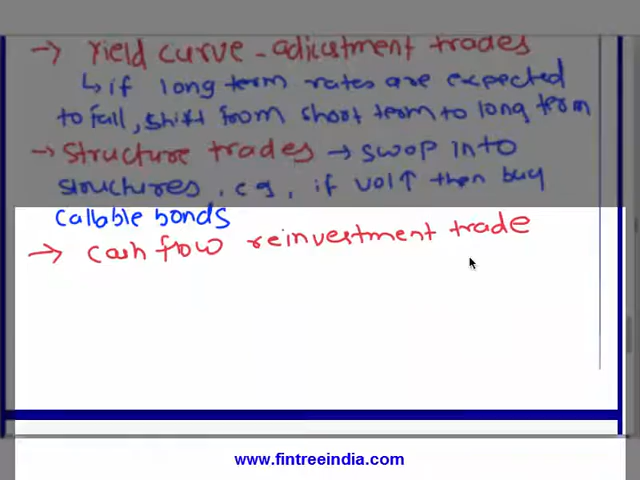 → Yield curve - adjustment trades
↳ if long term rates are expected
to fall, shift from short term to long term
→ Structure trades → swop into
structures, e.g, if vol↑ then buy
callable bonds
→ cash flow reinvestment trade
www.fintreeindia.com